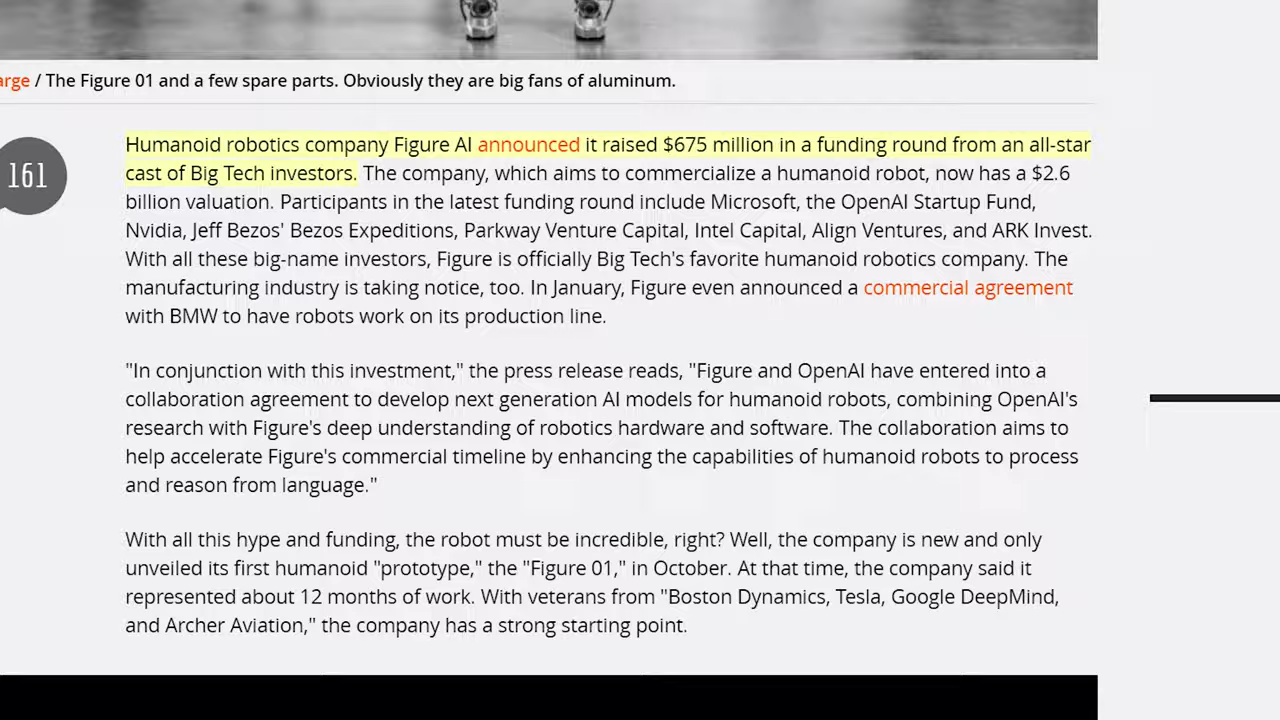 arge / The Figure 01 and a few spare parts. Obviously they are big fans of aluminum.
161
Humanoid robotics company Figure AI announced it raised $675 million in a funding round from an all-star
cast of Big Tech investors. The company, which aims to commercialize a humanoid robot, now has a $2.6
billion valuation. Participants in the latest funding round include Microsoft, the OpenAI Startup Fund,
Nvidia, Jeff Bezos' Bezos Expeditions, Parkway Venture Capital, Intel Capital, Align Ventures, and ARK Invest.
With all these big-name investors, Figure is officially Big Tech's favorite humanoid robotics company. The
manufacturing industry is taking notice, too. In January, Figure even announced a commercial agreement
with BMW to have robots work on its production line.
"In conjunction with this investment," the press release reads, "Figure and OpenAI have entered into a
collaboration agreement to develop next generation AI models for humanoid robots, combining OpenAI's
research with Figure's deep understanding of robotics hardware and software. The collaboration aims to
help accelerate Figure's commercial timeline by enhancing the capabilities of humanoid robots to process
and reason from language."
With all this hype and funding, the robot must be incredible, right? Well, the company is new and only
unveiled its first humanoid "prototype," the "Figure 01," in October. At that time, the company said it
represented about 12 months of work. With veterans from "Boston Dynamics, Tesla, Google DeepMind,
and Archer Aviation," the company has a strong starting point.